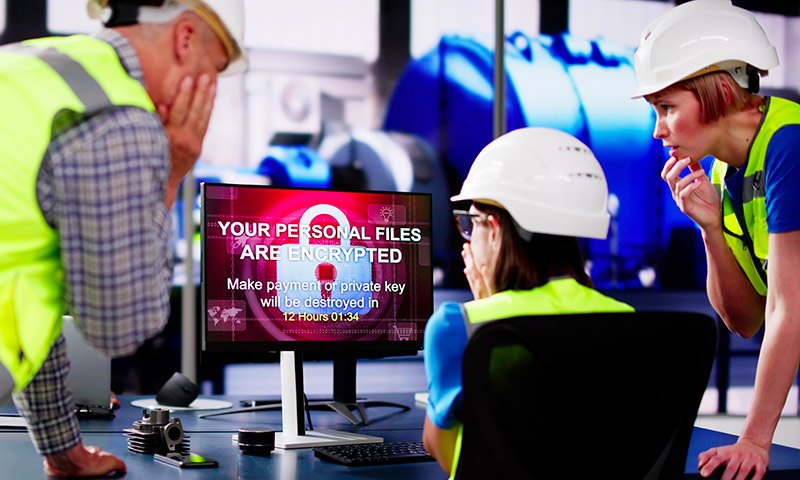 YOUR PERSONAL FILES
ARE ENCRYPTED
Make payment or private key
will be destroyed in
12 Hours 01:34